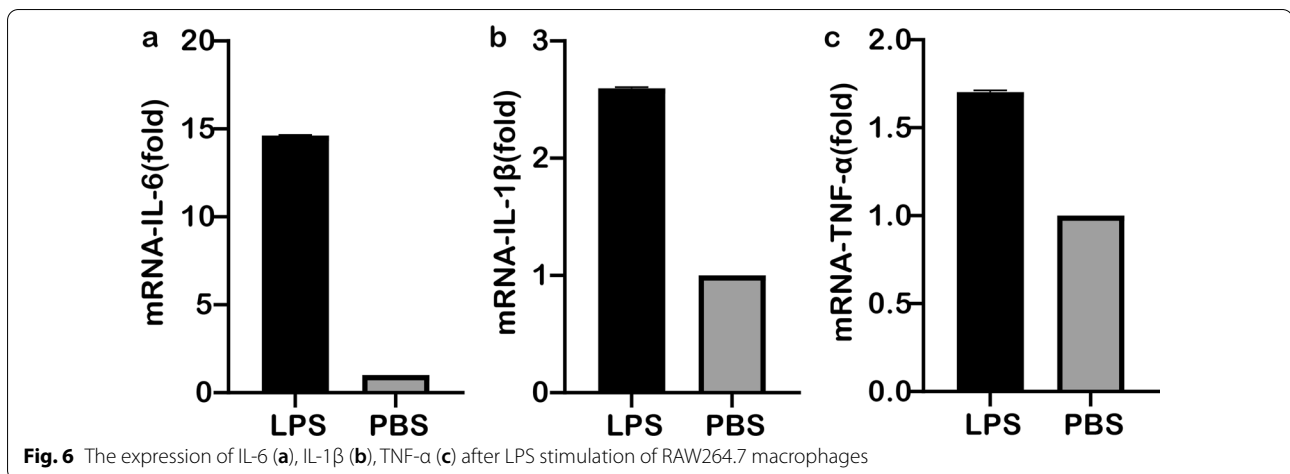 a
20
15
10
5
0
mRNA-IL-6(fold)
LPS PBS
b
3
2
1
0
mRNA-IL-1β(fold)
LPS PBS
c
2.0
1.5
1.0
0.5
0.0
mRNA-TNF-α(fold)
LPS PBS
Fig. 6 The expression of IL-6 (a), IL-1β (b), TNF-α (c) after LPS stimulation of RAW264.7 macrophages